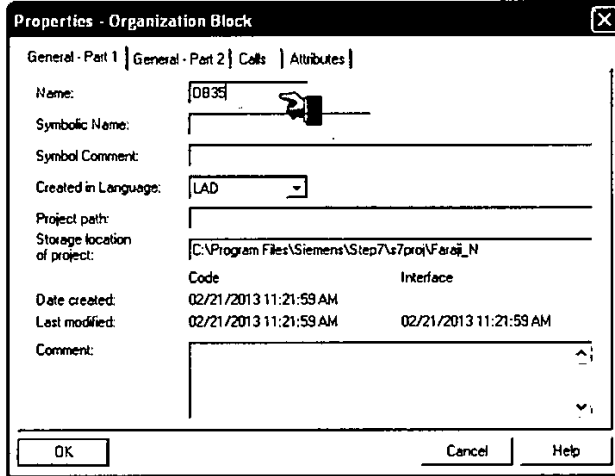 Properties - Organization Block
General - Part 1 General - Part 2 Calls Attributes
Name: OB35
Symbolic Name:
Symbol Comment:
Created in Language: LAD
Project path:
Storage location
of project: C:\Program Files\Siemens\Step7\s7proj\Faraji_N
Code Interface
Date created: 02/21/2013 11:21:59 AM
Last modified: 02/21/2013 11:21:59 AM 02/21/2013 11:21:59 AM
Comment:
OK Cancel Help